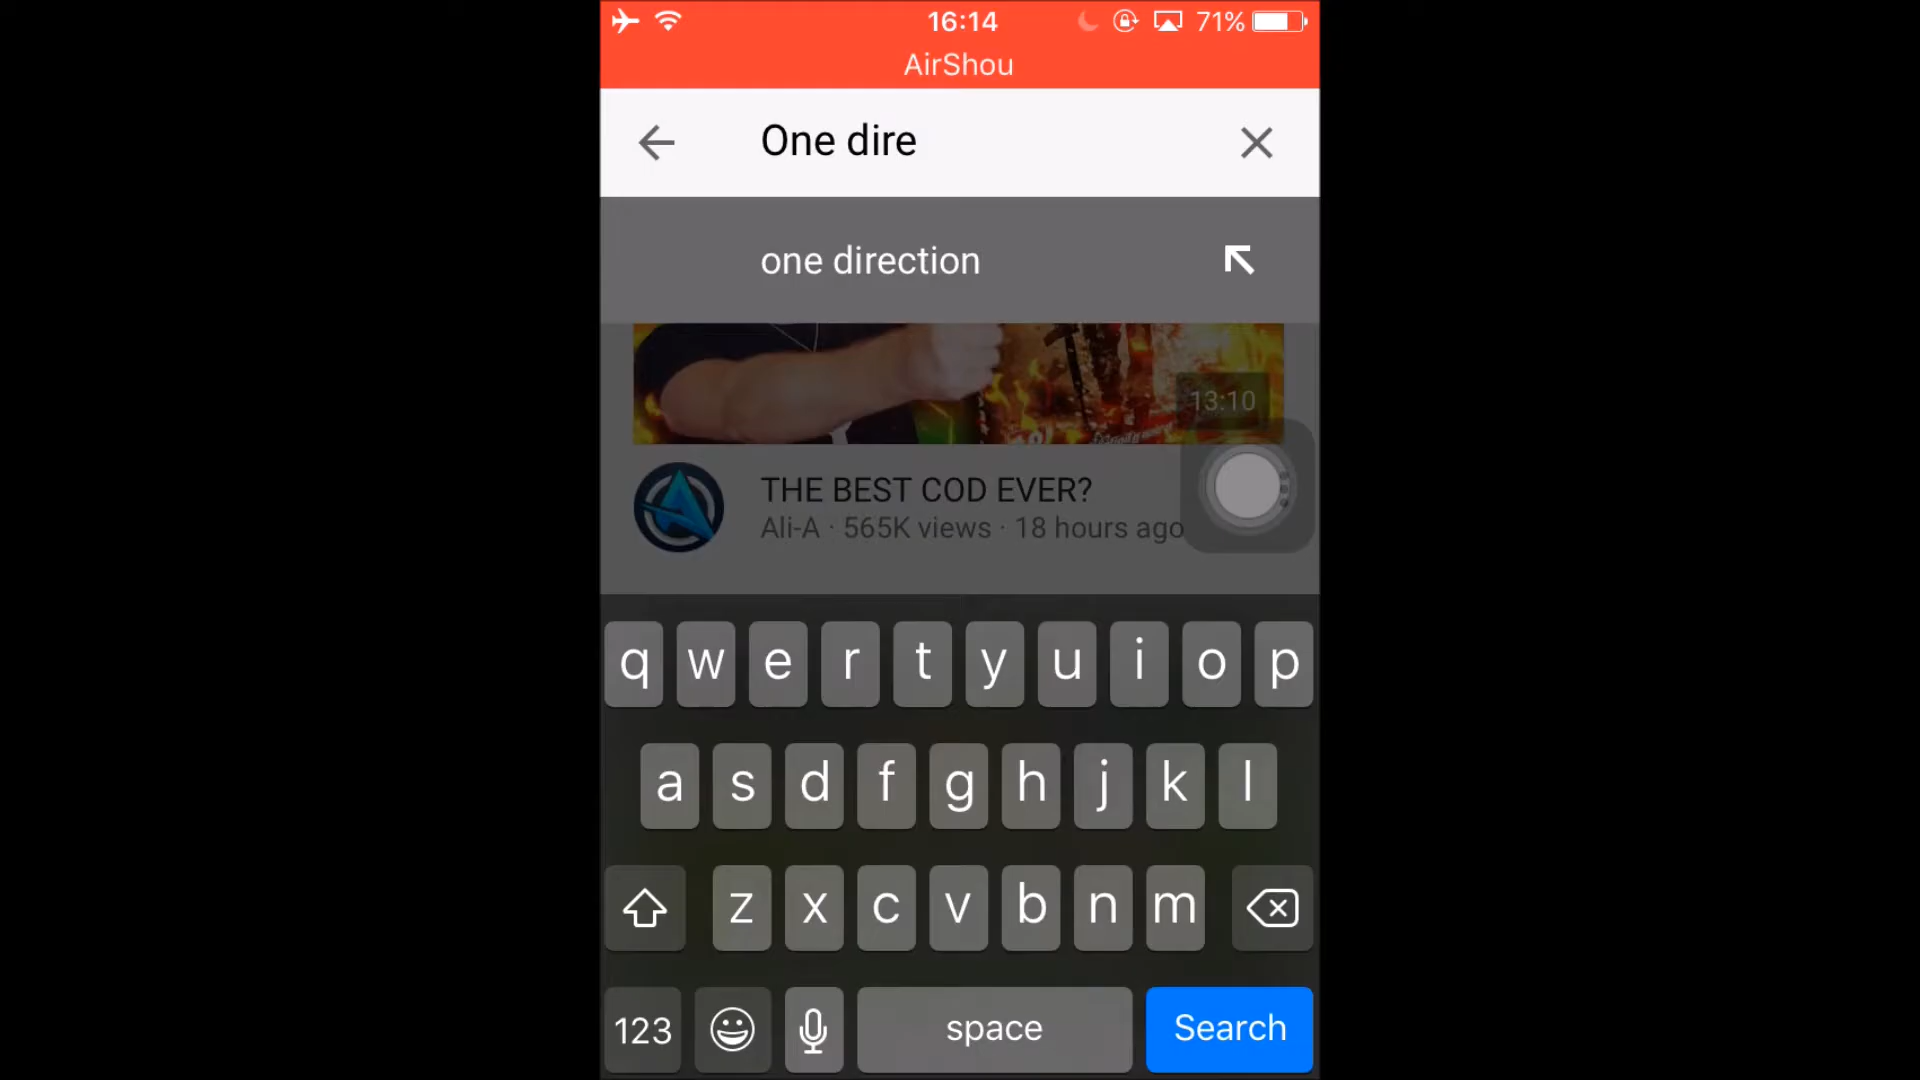 16:14
71%
AirShou
One dire
one direction
13:10
THE BEST COD EVER?
Ali-A · 565K views · 18 hours ago
q w e r t y u i o p
a s d f g h j k l
z x c v b n m
123 space Search